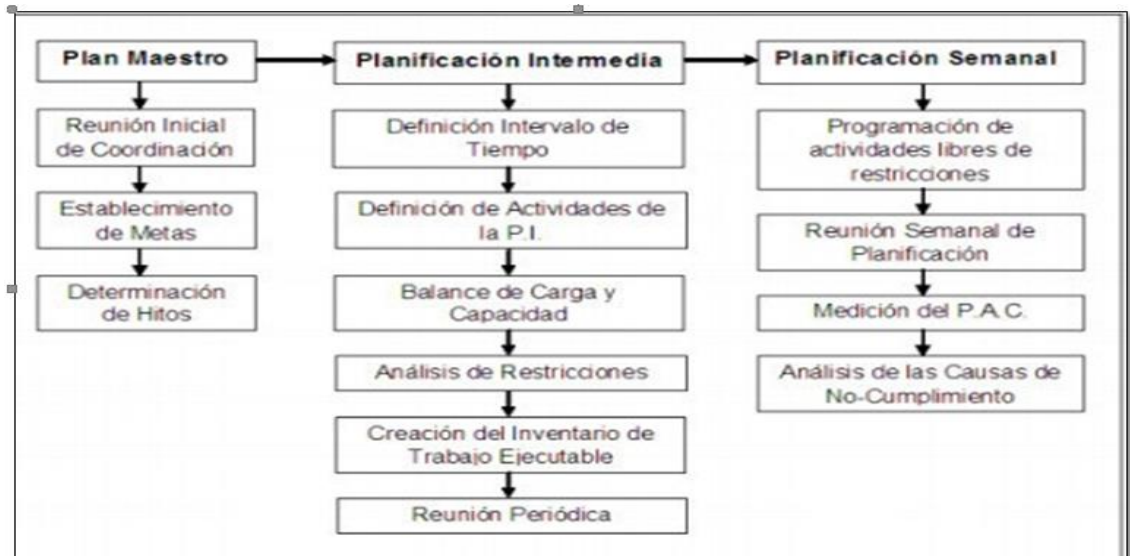 Plan Maestro
Reunión Inicial
de Coordinación
Establecimiento
de Metas
Determinación
de Hitos
Planificación Intermedia
Definición Intervalo de
Tiempo
Definición de Actividades de
la P.I.
Balance de Carga y
Capacidad
Análisis de Restricciones
Creación del Inventario de
Trabajo Ejecutable
Reunión Periódica
Planificación Semanal
Programación de
actividades libres de
restricciones
Reunión Semanal de
Planificación
Medición del P.A.C.
Análisis de las Causas de
No-Cumplimiento